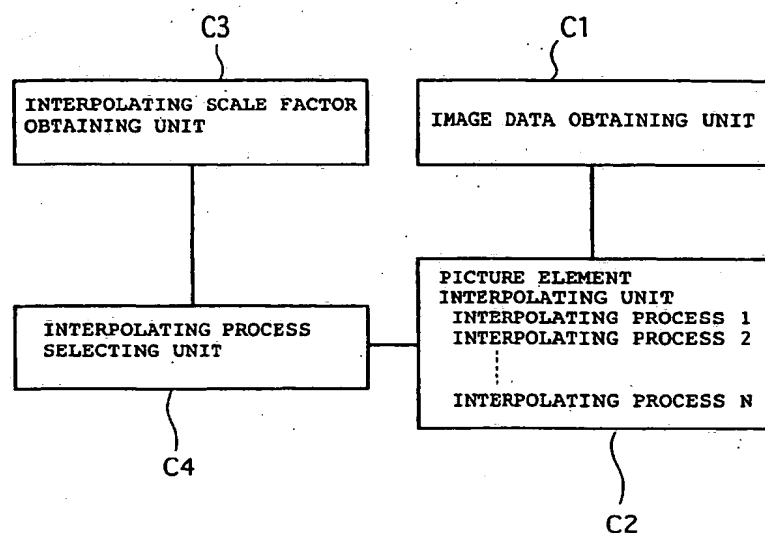 C3
C1
INTERPOLATING SCALE FACTOR
OBTAINING UNIT
IMAGE DATA OBTAINING UNIT
INTERPOLATING PROCESS
SELECTING UNIT
PICTURE ELEMENT
INTERPOLATING UNIT
INTERPOLATING PROCESS 1
INTERPOLATING PROCESS 2
INTERPOLATING PROCESS N
C4
C2